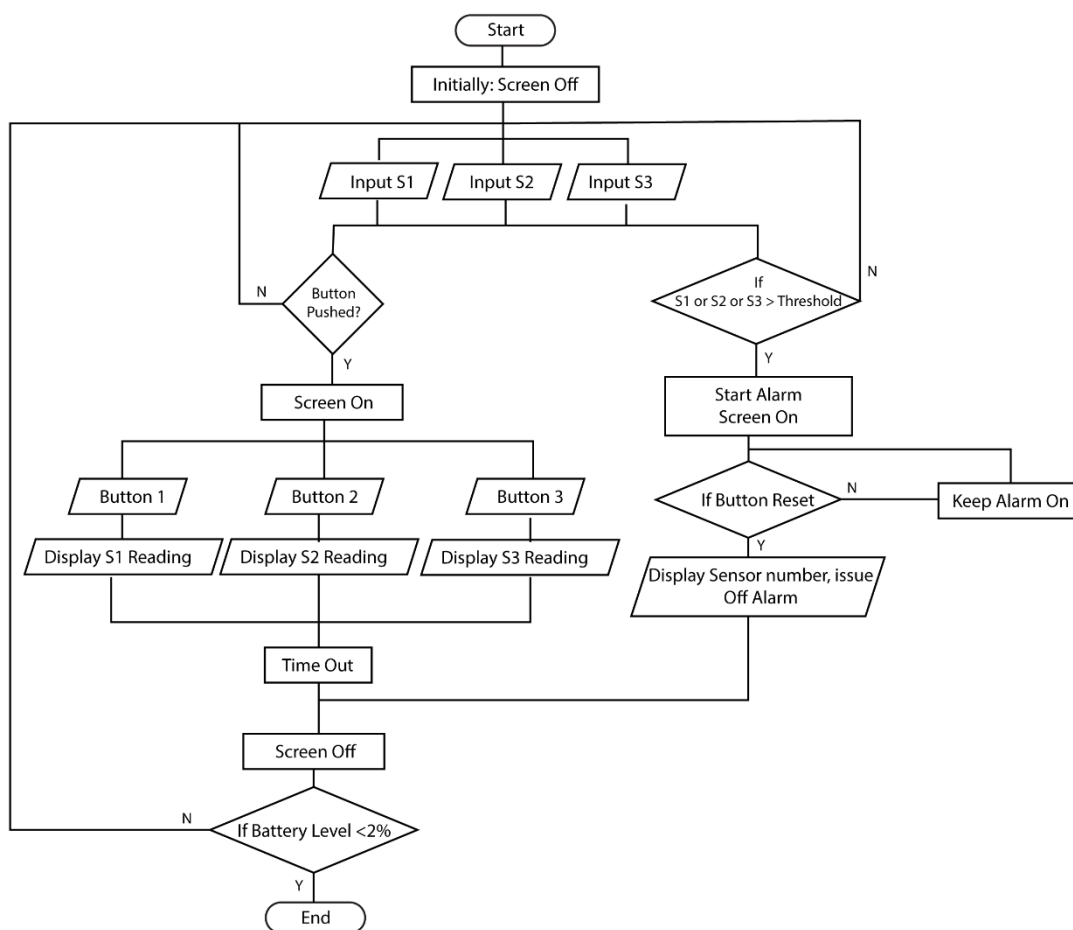 Start
Initially: Screen Off
Input S1
Input S2
Input S3
N
Button
Pushed?
Y
If
S1 or S2 or S3 > Threshold
N
Y
Screen On
Start Alarm
Screen On
Button 1
Button 2
Button 3
If Button Reset
N
Keep Alarm On
Y
Display S1 Reading
Display S2 Reading
Display S3 Reading
Display Sensor number, issue
Off Alarm
Time Out
Screen Off
N
If Battery Level <2%
Y
End